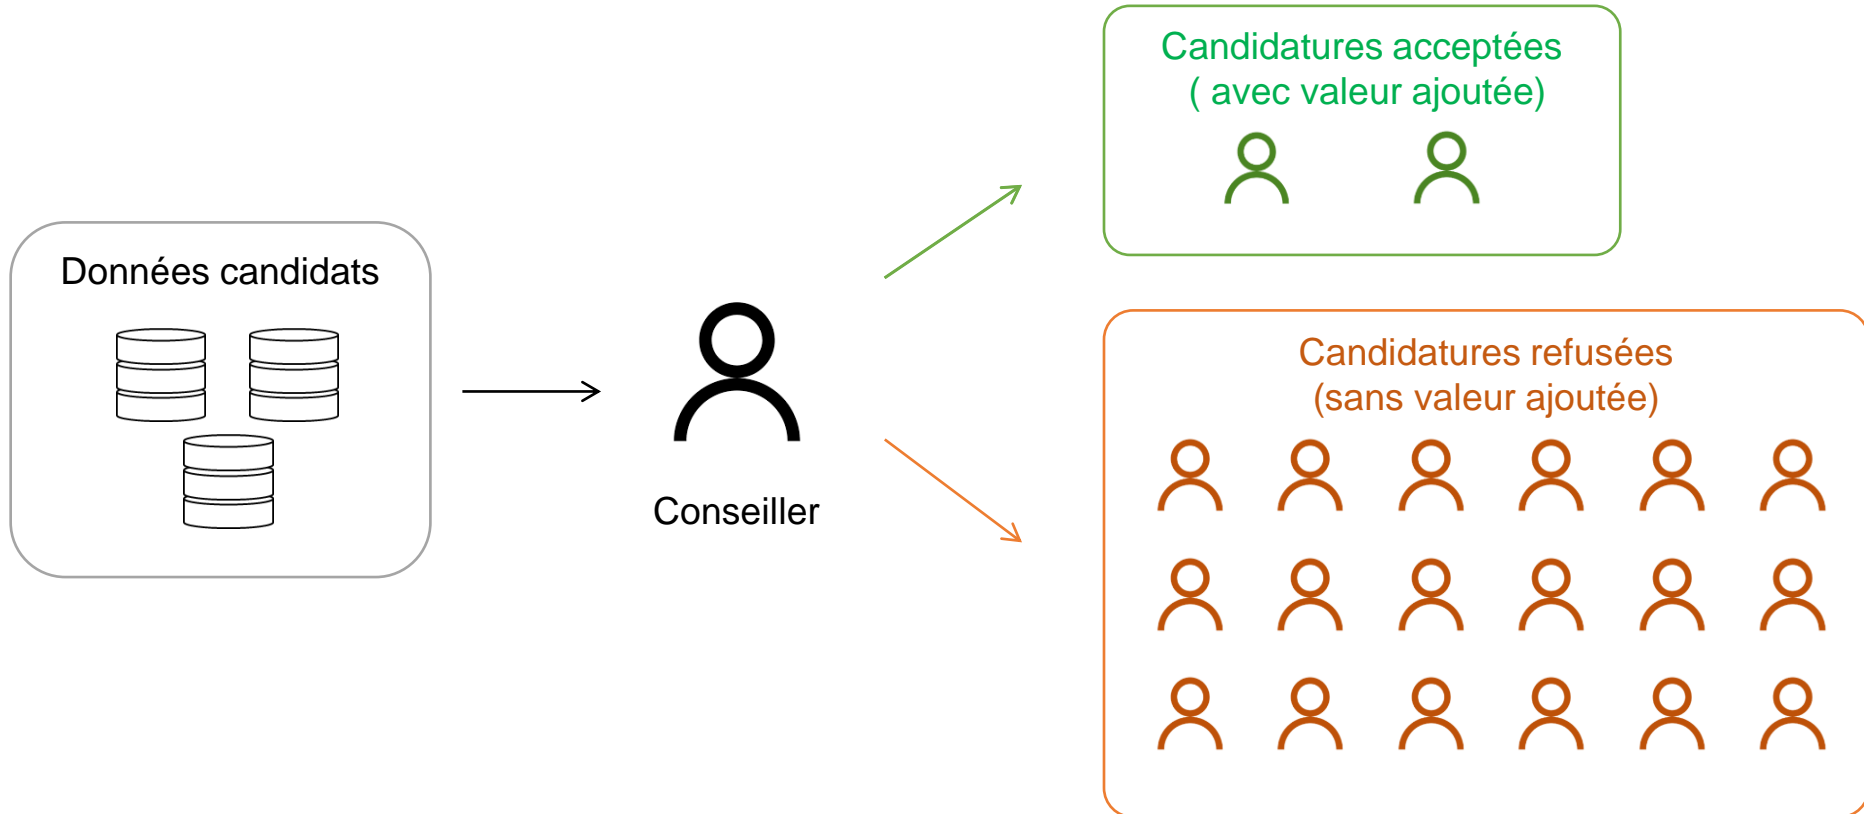 Données candidats
Conseiller
Candidatures acceptées
( avec valeur ajoutée)
Candidatures refusées
(sans valeur ajoutée)